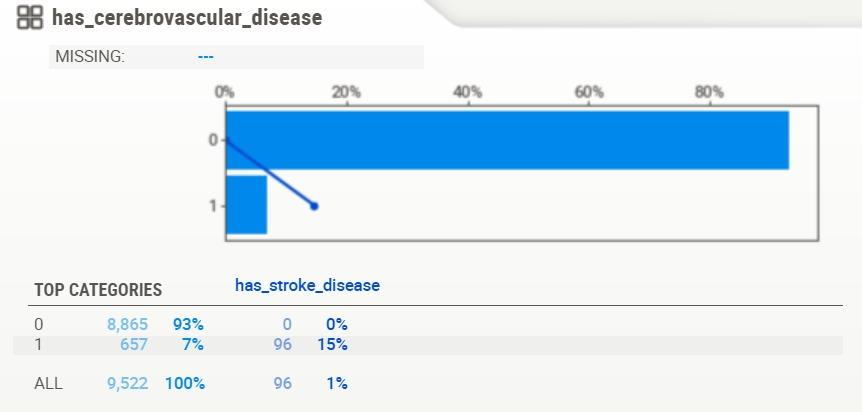 has_cerebrovascular_disease
MISSING: ---
0% 20% 40% 60% 80%
0
1
TOP CATEGORIES has_stroke_disease
0 8,865 93% 0 0%
1 657 7% 96 15%
ALL 9,522 100% 96 1%